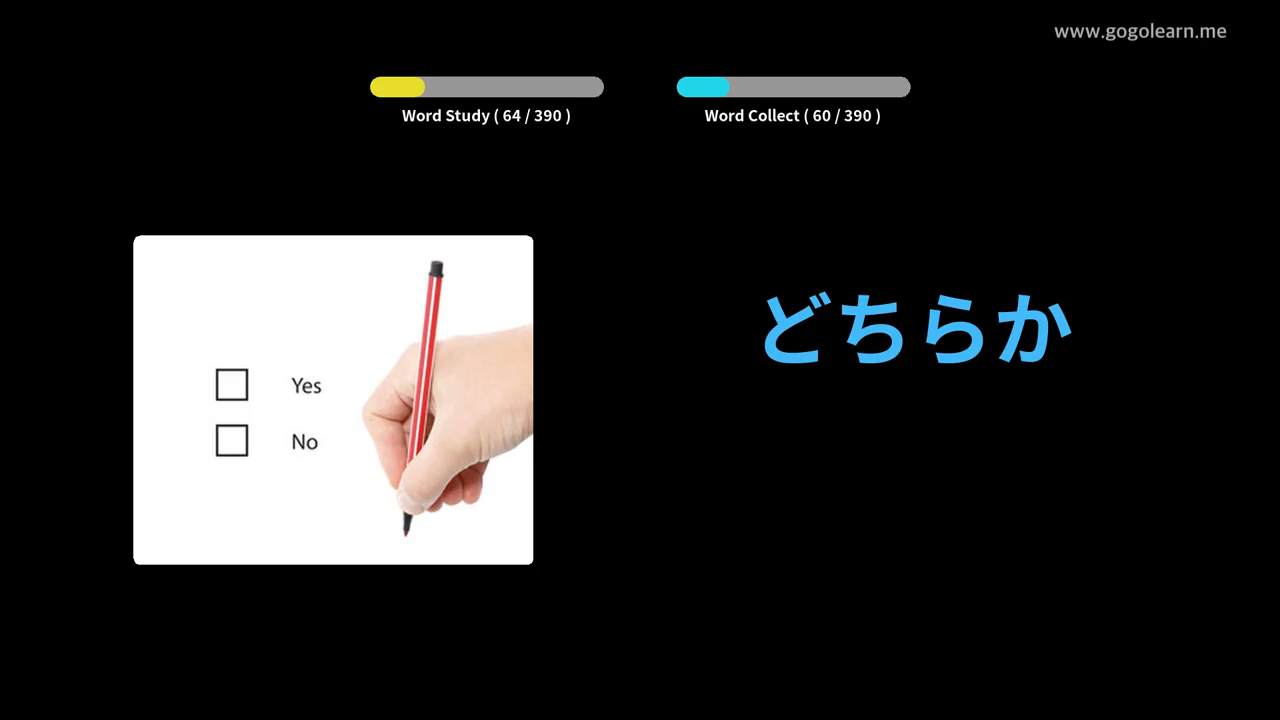 www.gogolearn.me
Word Study ( 64 / 390 )
Word Collect ( 60 / 390 )
Yes
No
どちらか